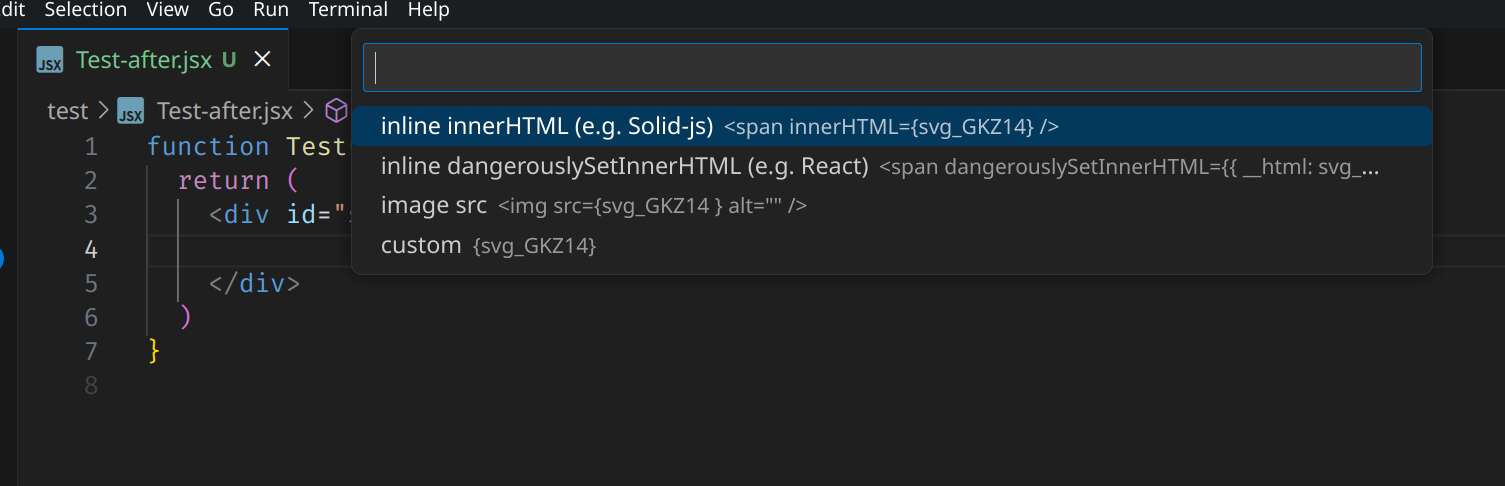 dit Selection View Go Run Terminal Help
JSX Test-after.jsx U ×
test > JSX Test-after.jsx >
inline innerHTML (e.g. Solid-js) <span innerHTML={svg_GKZ14} />
inline dangerouslySetInnerHTML (e.g. React) <span dangerouslySetInnerHTML={{ __html: svg_...
image src <img src={svg_GKZ14 } alt="" />
custom {svg_GKZ14}
1 function Test
2 return (
3 <div id="
4
5 </div>
6 )
7 }
8